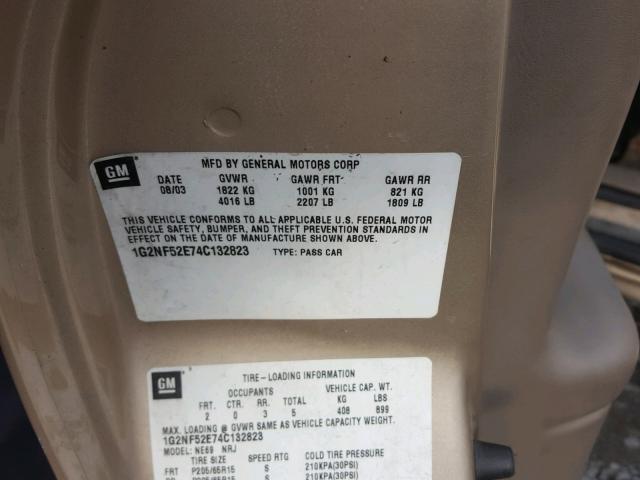 GM
MFD BY GENERAL MOTORS CORP
DATE GVWR GAWR FRT GAWR RR
08/03 1822 KG 1001 KG 821 KG
4016 LB 2207 LB 1809 LB
THIS VEHICLE CONFORMS TO ALL APPLICABLE U.S. FEDERAL MOTOR
VEHICLE SAFETY, BUMPER, AND THEFT PREVENTION STANDARDS IN
EFFECT ON THE DATE OF MANUFACTURE SHOWN ABOVE.
1G2NF52E74C132823 TYPE: PASS CAR
GM
TIRE-LOADING INFORMATION
OCCUPANTS VEHICLE CAP. WT.
FRT. CTR. RR. TOTAL KG LBS
2 0 3 5 408 899
MAX. LOADING @ GVWR SAME AS VEHICLE CAPACITY WEIGHT.
1G2NF52E74C132823
MODEL: NE69 NRJ
TIRE SIZE SPEED RTG COLD TIRE PRESSURE
FRT P205/65R15 S 210KPA(30PSI)
P205/65R15 S 210KPA(30PSI)